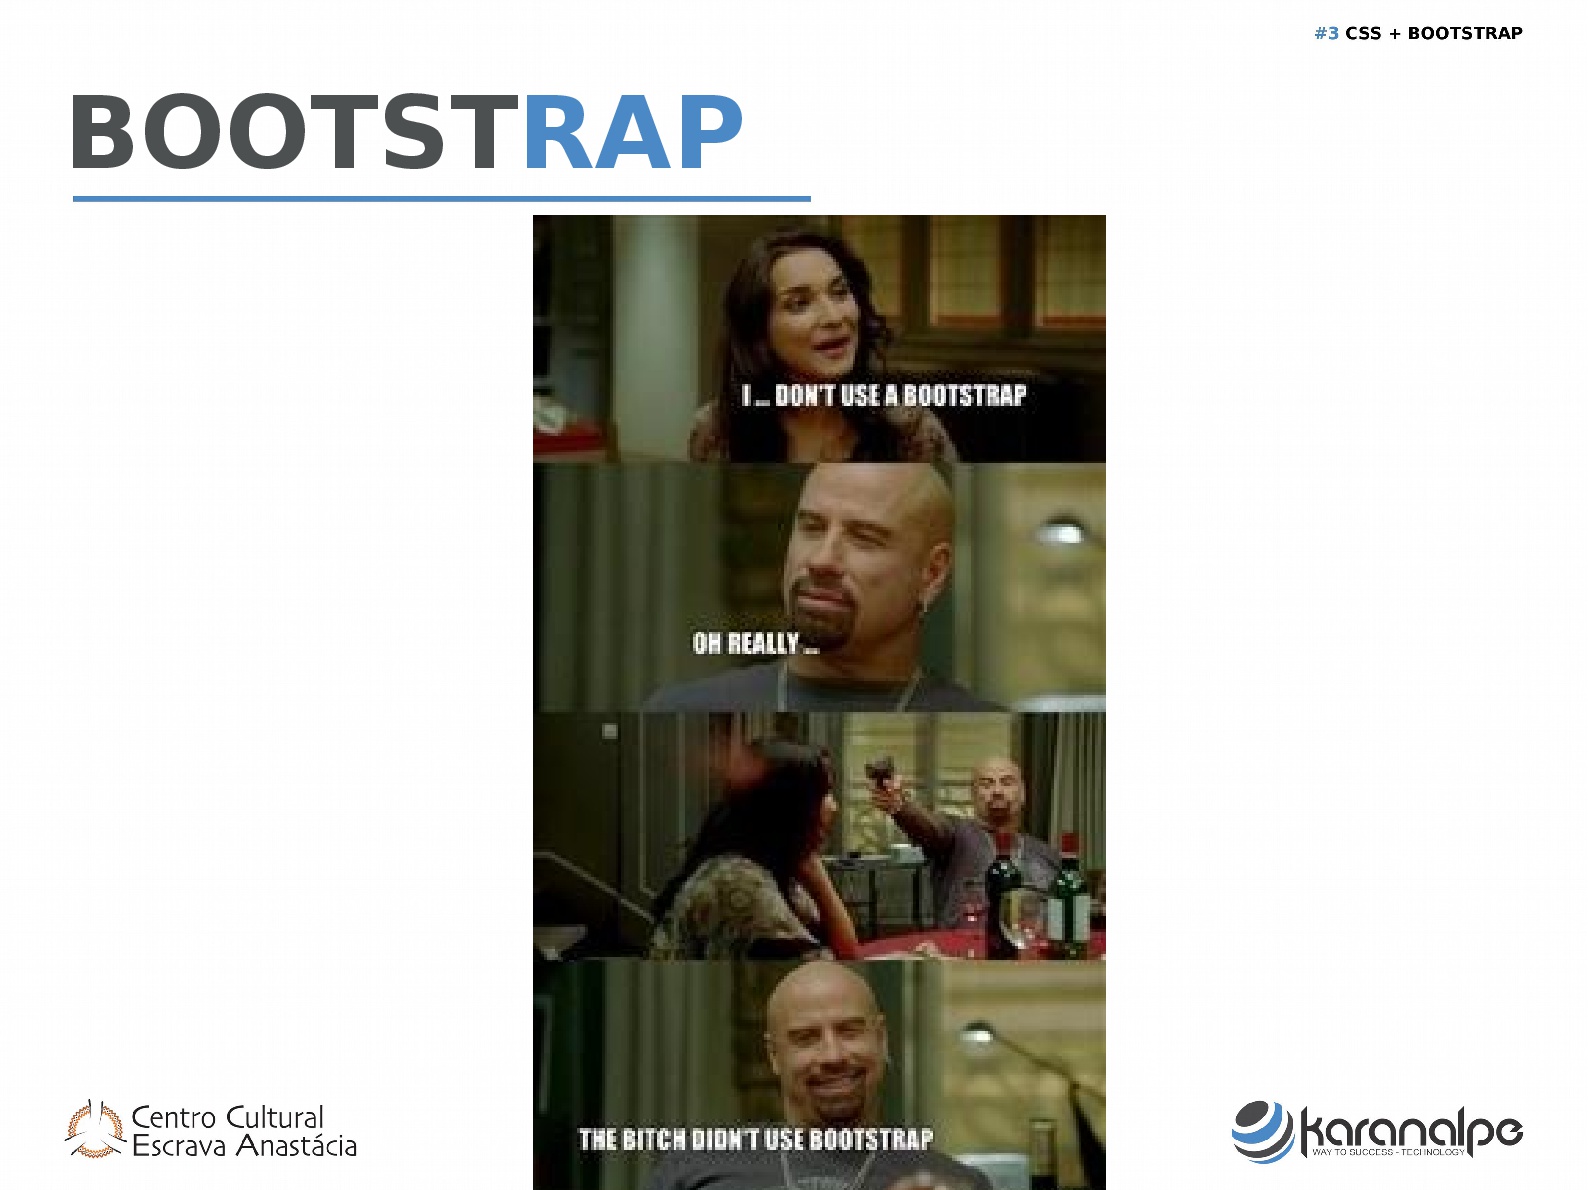 #3 CSS + BOOTSTRAP
BOOTSTRAP
I ... DON'T USE A BOOTSTRAP
OH REALLY ...
THE BITCH DIDN'T USE BOOTSTRAP
Centro Cultural
Escrava Anastácia
karanalpe
WAY TO SUCCESS - TECHNOLOGY